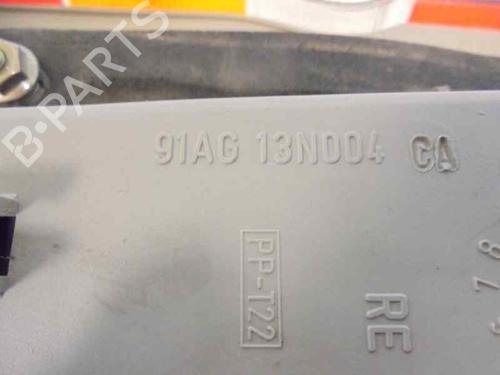 B-PARTS
91AG 13N004 CA
PP-T22
RE